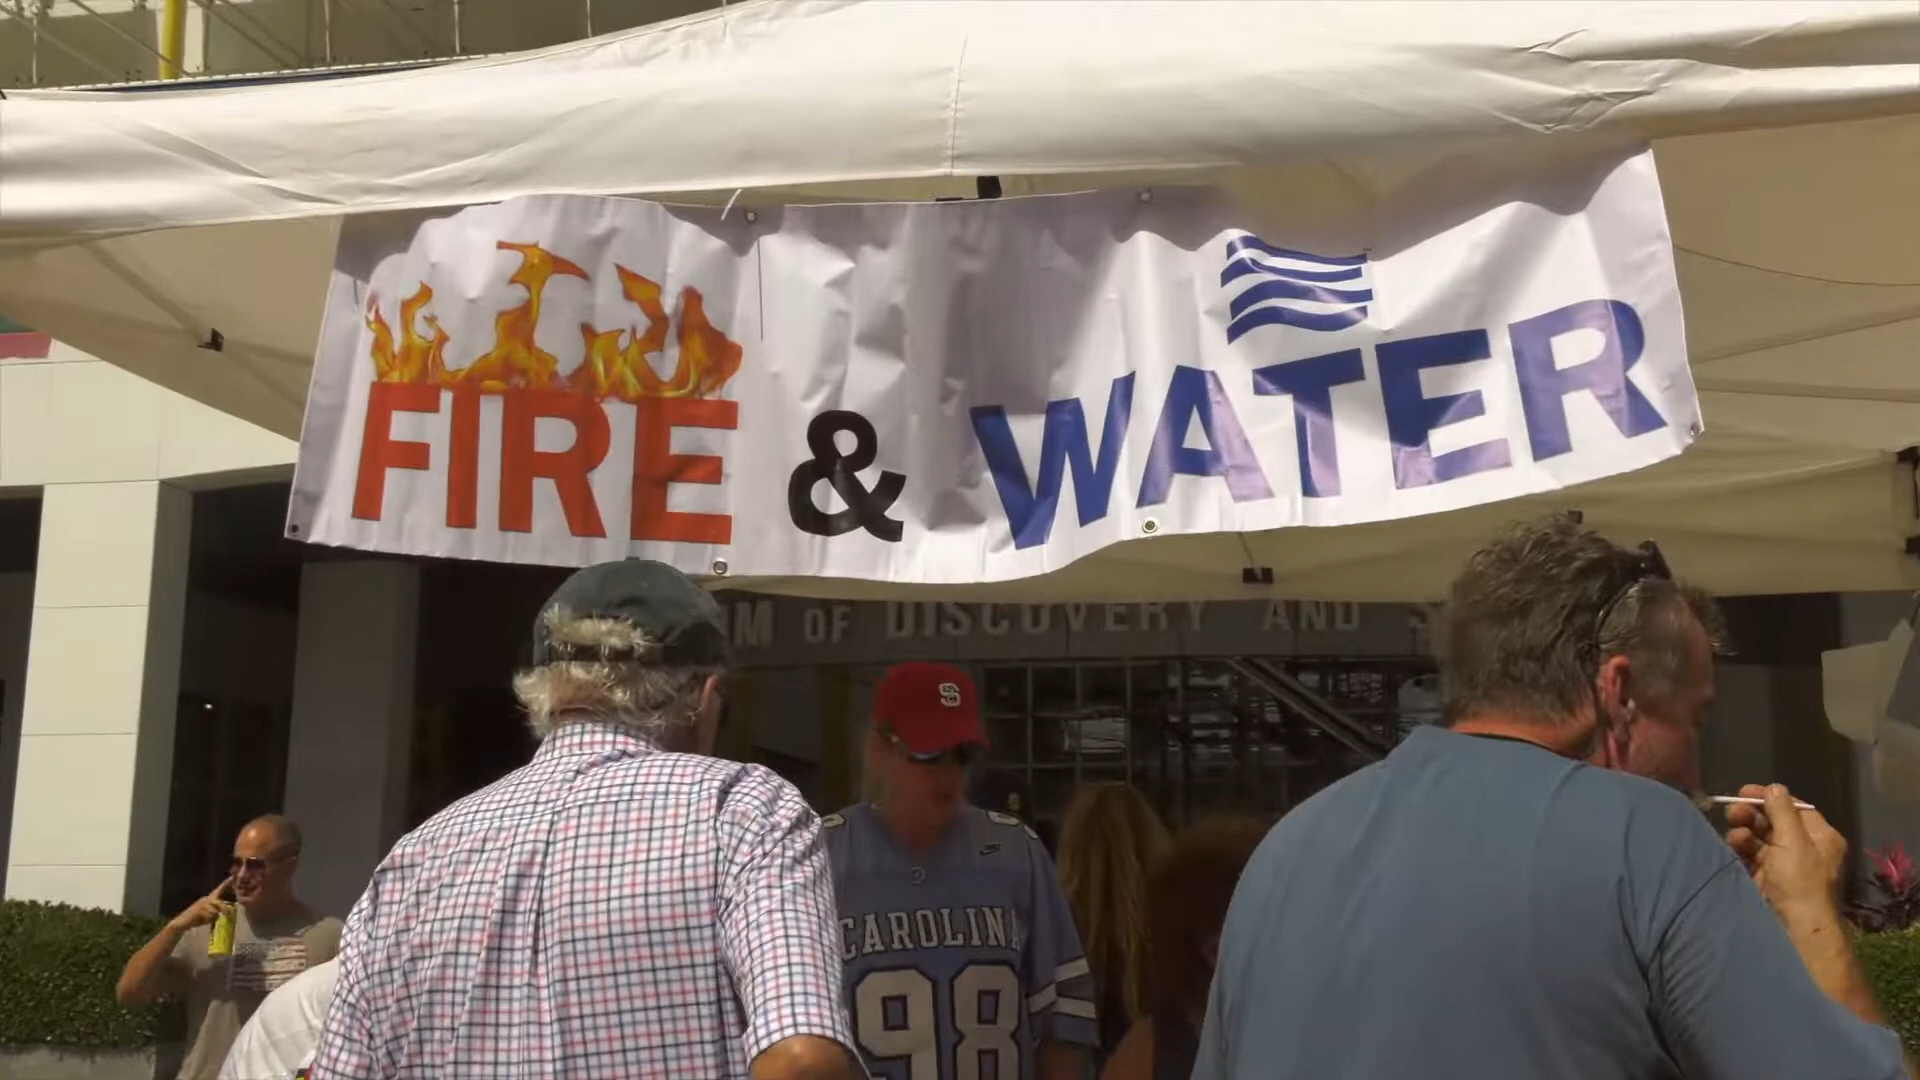 FIRE & WATER
OF DISCOVERY AND
S
CAROLINA
98